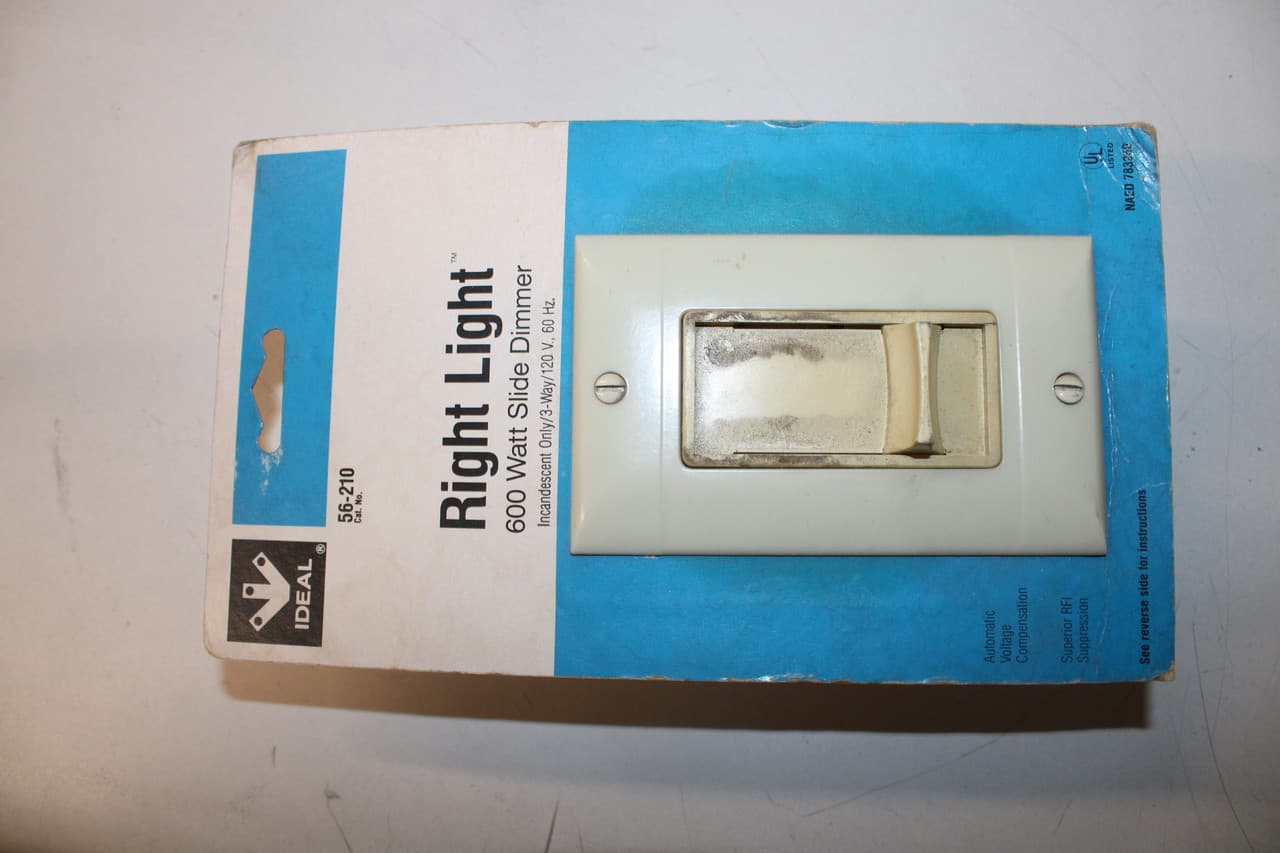 IDEAL®
56-210
Cat. No.
Right Light™
600 Watt Slide Dimmer
Incandescent Only/3-Way/120 V., 60 Hz.
Automatic
Voltage
Compensation
Superior RFI
Suppression
See reverse side for instructions
UL
LISTED
NAED